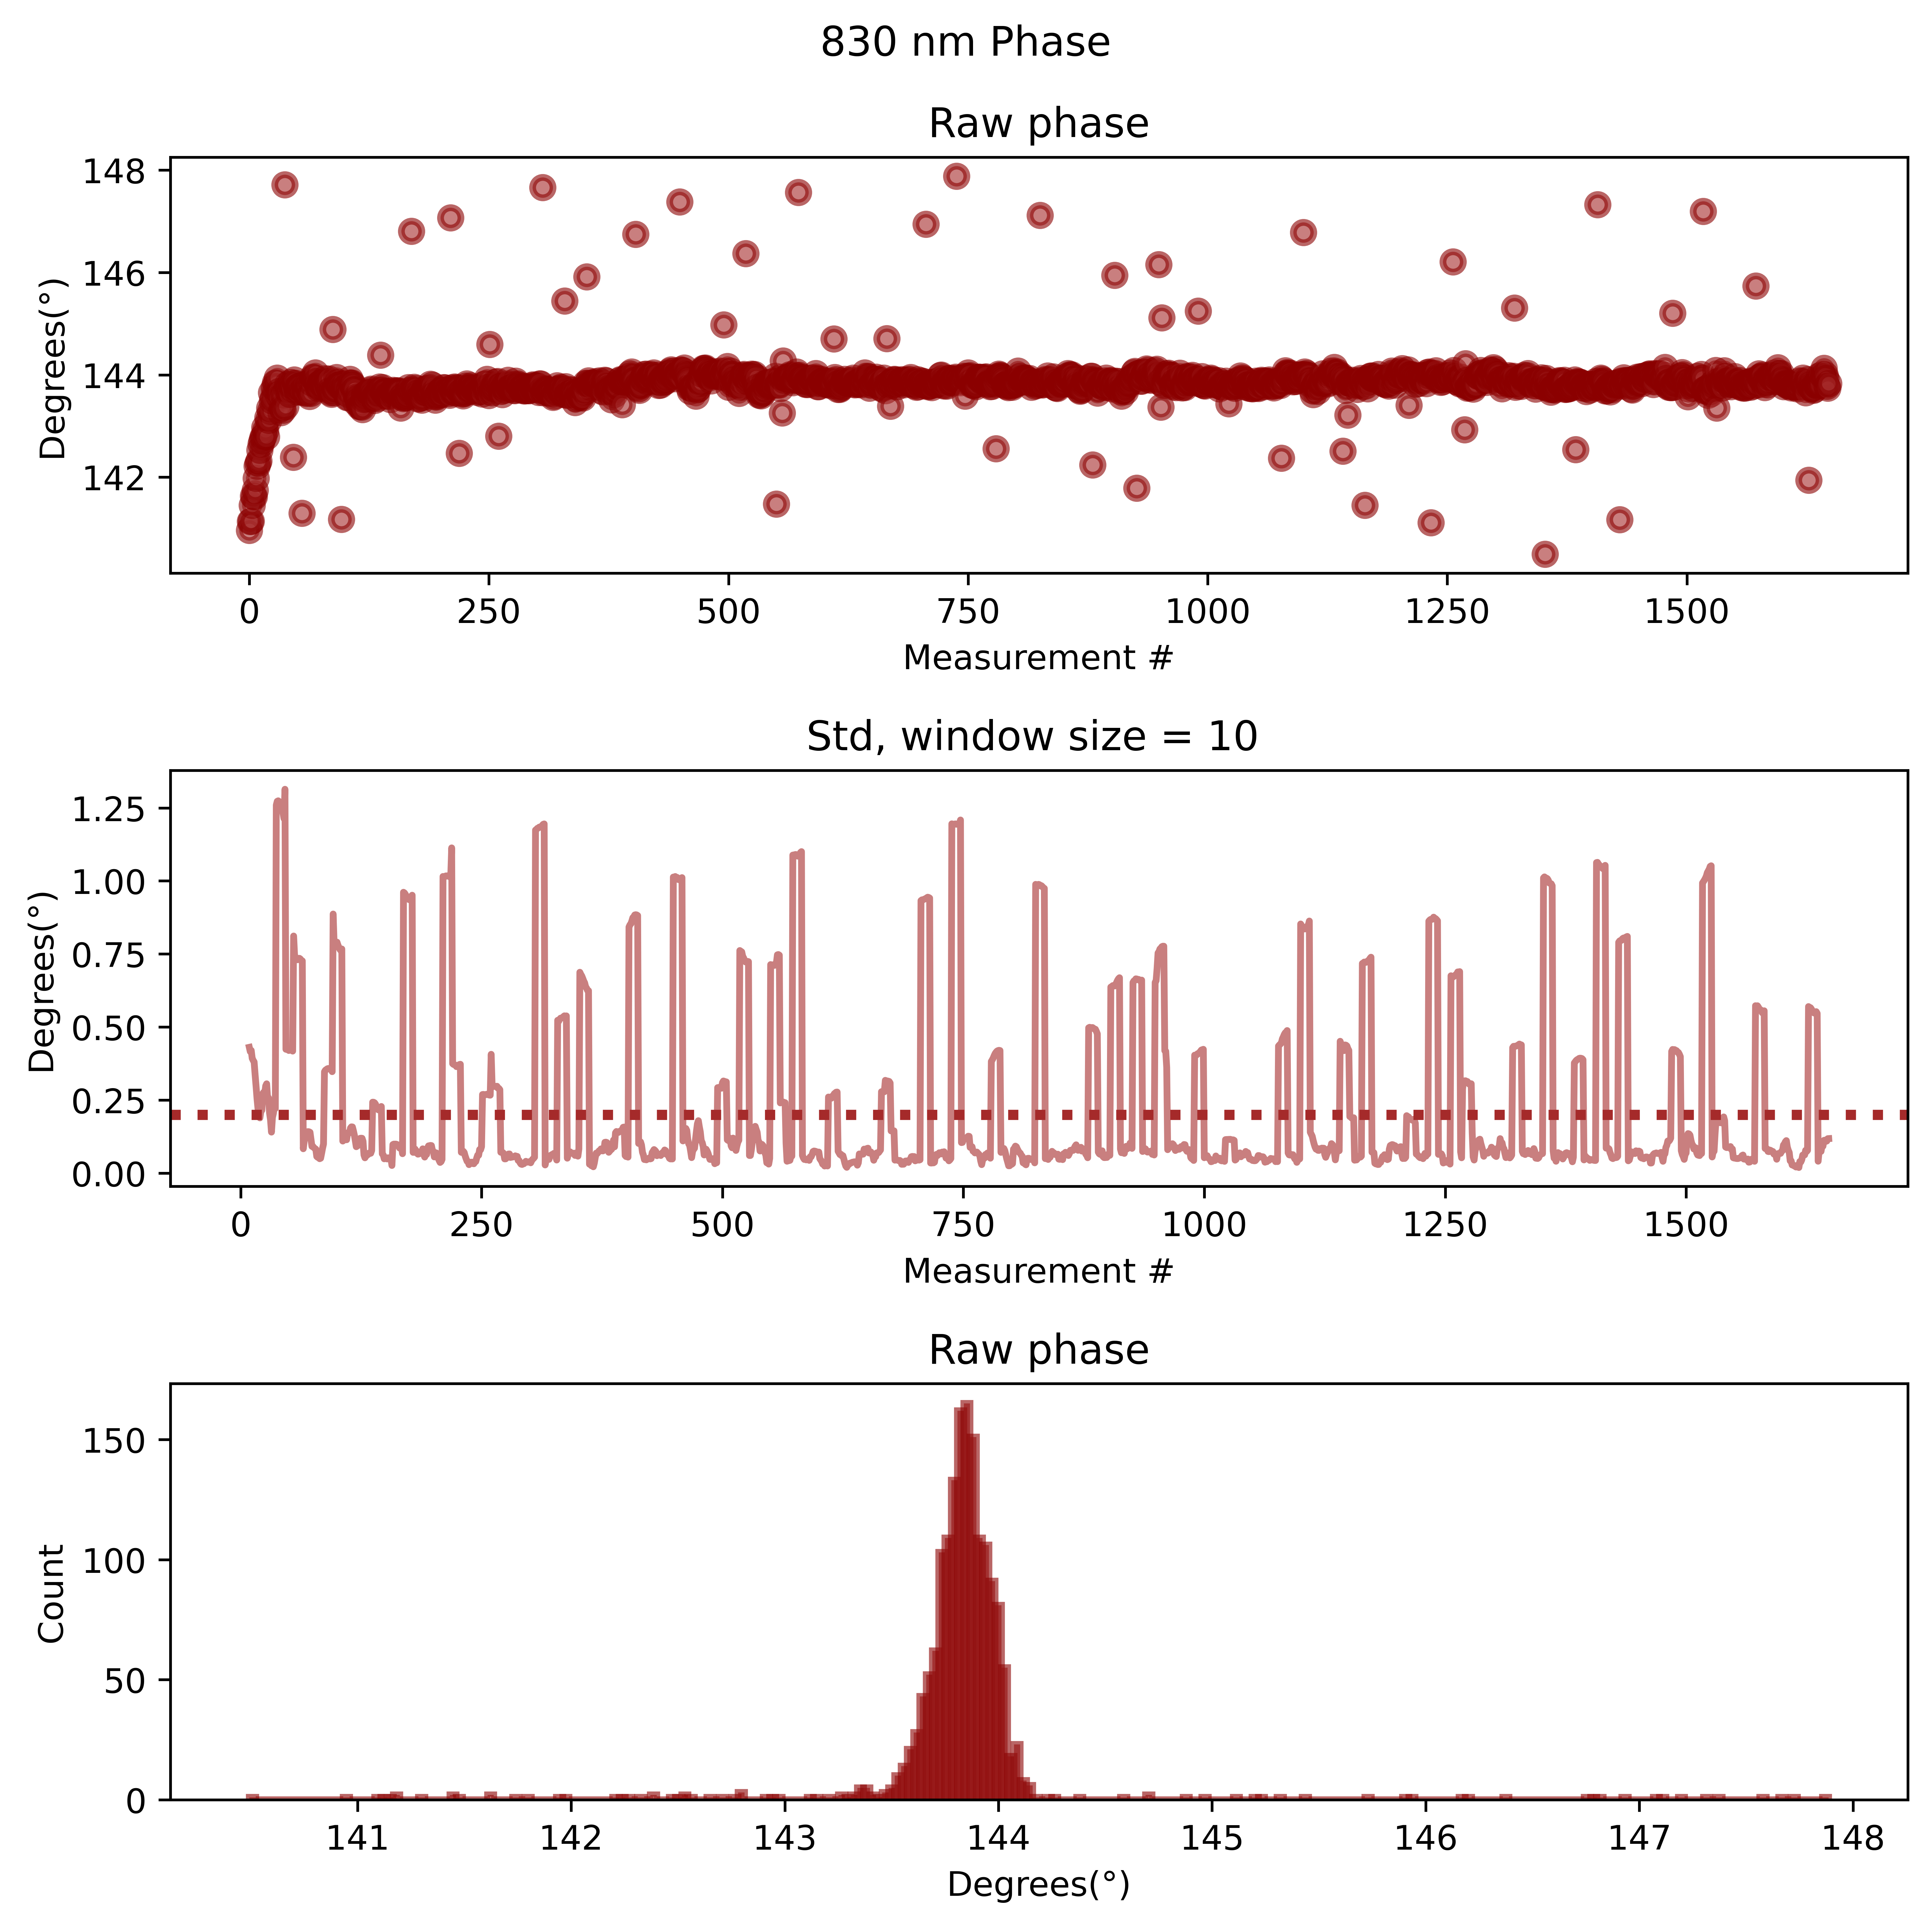 830 nm Phase
Raw phase
148
146
144
142
Degrees(°)
0 250 500 750 1000 1250 1500
Measurement #
Std, window size = 10
1.25
1.00
0.75
0.50
0.25
0.00
Degrees(°)
0 250 500 750 1000 1250 1500
Measurement #
Raw phase
150
100
50
0
Count
141 142 143 144 145 146 147 148
Degrees(°)